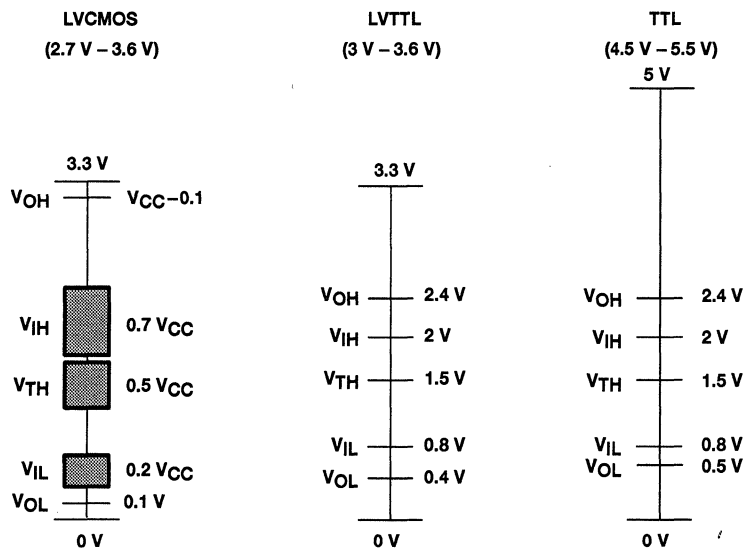 LVCMOS
(2.7 V – 3.6 V)
3.3 V
VOH VCC–0.1
VIH 0.7 VCC
VTH 0.5 VCC
VIL 0.2 VCC
VOL 0.1 V
0 V
LVTTL
(3 V – 3.6 V)
3.3 V
VOH 2.4 V
VIH 2 V
VTH 1.5 V
VIL 0.8 V
VOL 0.4 V
0 V
TTL
(4.5 V – 5.5 V)
5 V
VOH 2.4 V
VIH 2 V
VTH 1.5 V
VIL 0.8 V
VOL 0.5 V
0 V